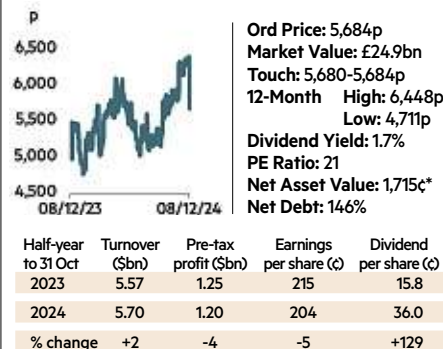 p
6,500
6,000
5,500
5,000
4,500
08/12/23 08/12/24
Ord Price: 5,684p
Market Value: £24.9bn
Touch: 5,680-5,684p
12-Month High: 6,448p
Low: 4,711p
Dividend Yield: 1.7%
PE Ratio: 21
Net Asset Value: 1,715¢*
Net Debt: 146%
Half-year Turnover Pre-tax Earnings Dividend
to 31 Oct ($bn) profit ($bn) per share (¢) per share (¢)
2023 5.57 1.25 215 15.8
2024 5.70 1.20 204 36.0
% change +2 -4 -5 +129